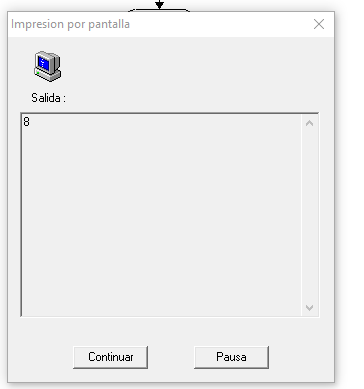 Impresion por pantalla
Salida :
8
Continuar
Pausa